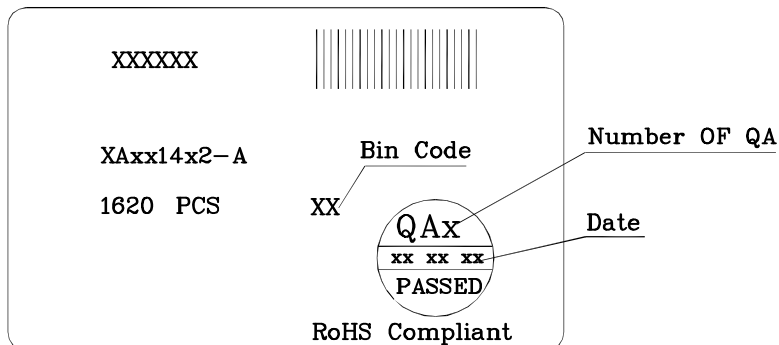 XXXXXX
XAxx14x2-A
1620 PCS
Bin Code
XX
Number OF QA
QAx
xx xx xx
Date
PASSED
RoHS Compliant